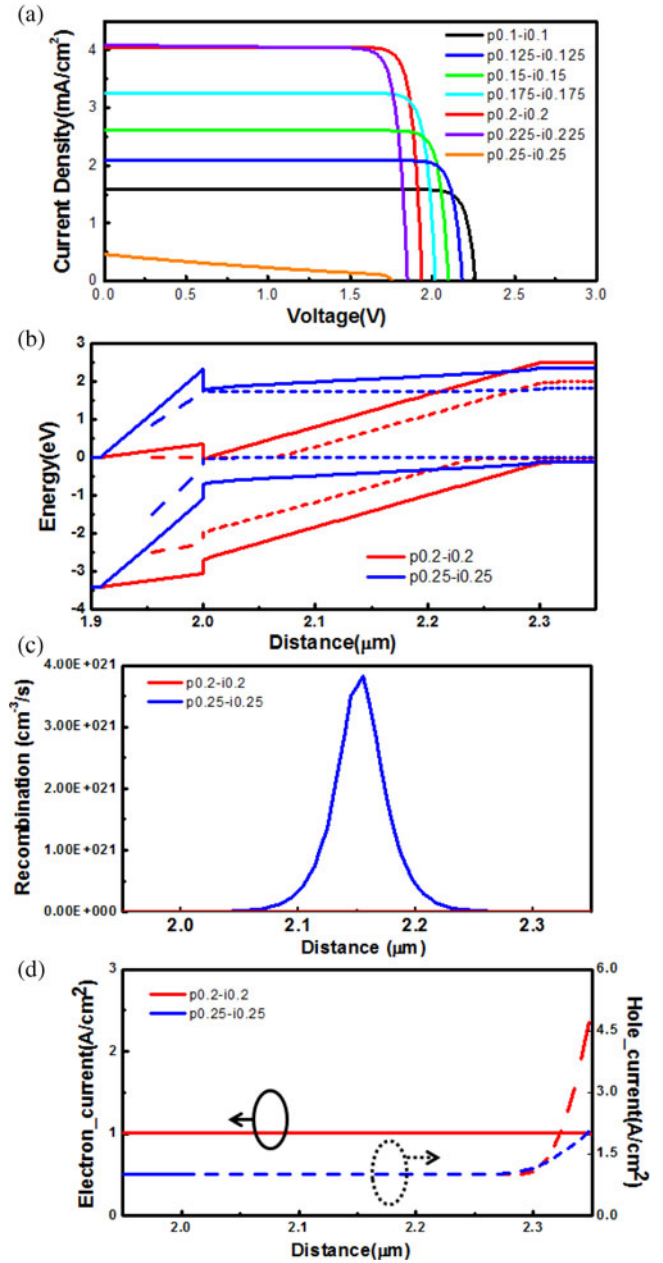 (a)
p0.1-i0.1
p0.125-i0.125
p0.15-i0.15
p0.175-i0.175
p0.2-i0.2
p0.225-i0.225
p0.25-i0.25
Current Density(mA/cm²)
4
3
2
1
0
0.0 0.5 1.0 1.5 2.0 2.5 3.0
Voltage(V)
(b)
Energy(eV)
3
2
1
0
-1
-2
-3
-4
p0.2-i0.2
p0.25-i0.25
1.9 2.0 2.1 2.2 2.3
Distance(μm)
(c)
Recombination (cm⁻³/s)
4.00E+021
3.00E+021
2.00E+021
1.00E+021
0.00E+000
p0.2-i0.2
p0.25-i0.25
2.0 2.1 2.2 2.3
Distance (μm)
(d)
Electron_current(A/cm²)
3
2
1
0
p0.2-i0.2
p0.25-i0.25
6.0
4.5
3.0
1.5
0.0
Hole_current(A/cm²)
2.0 2.1 2.2 2.3
Distance(μm)